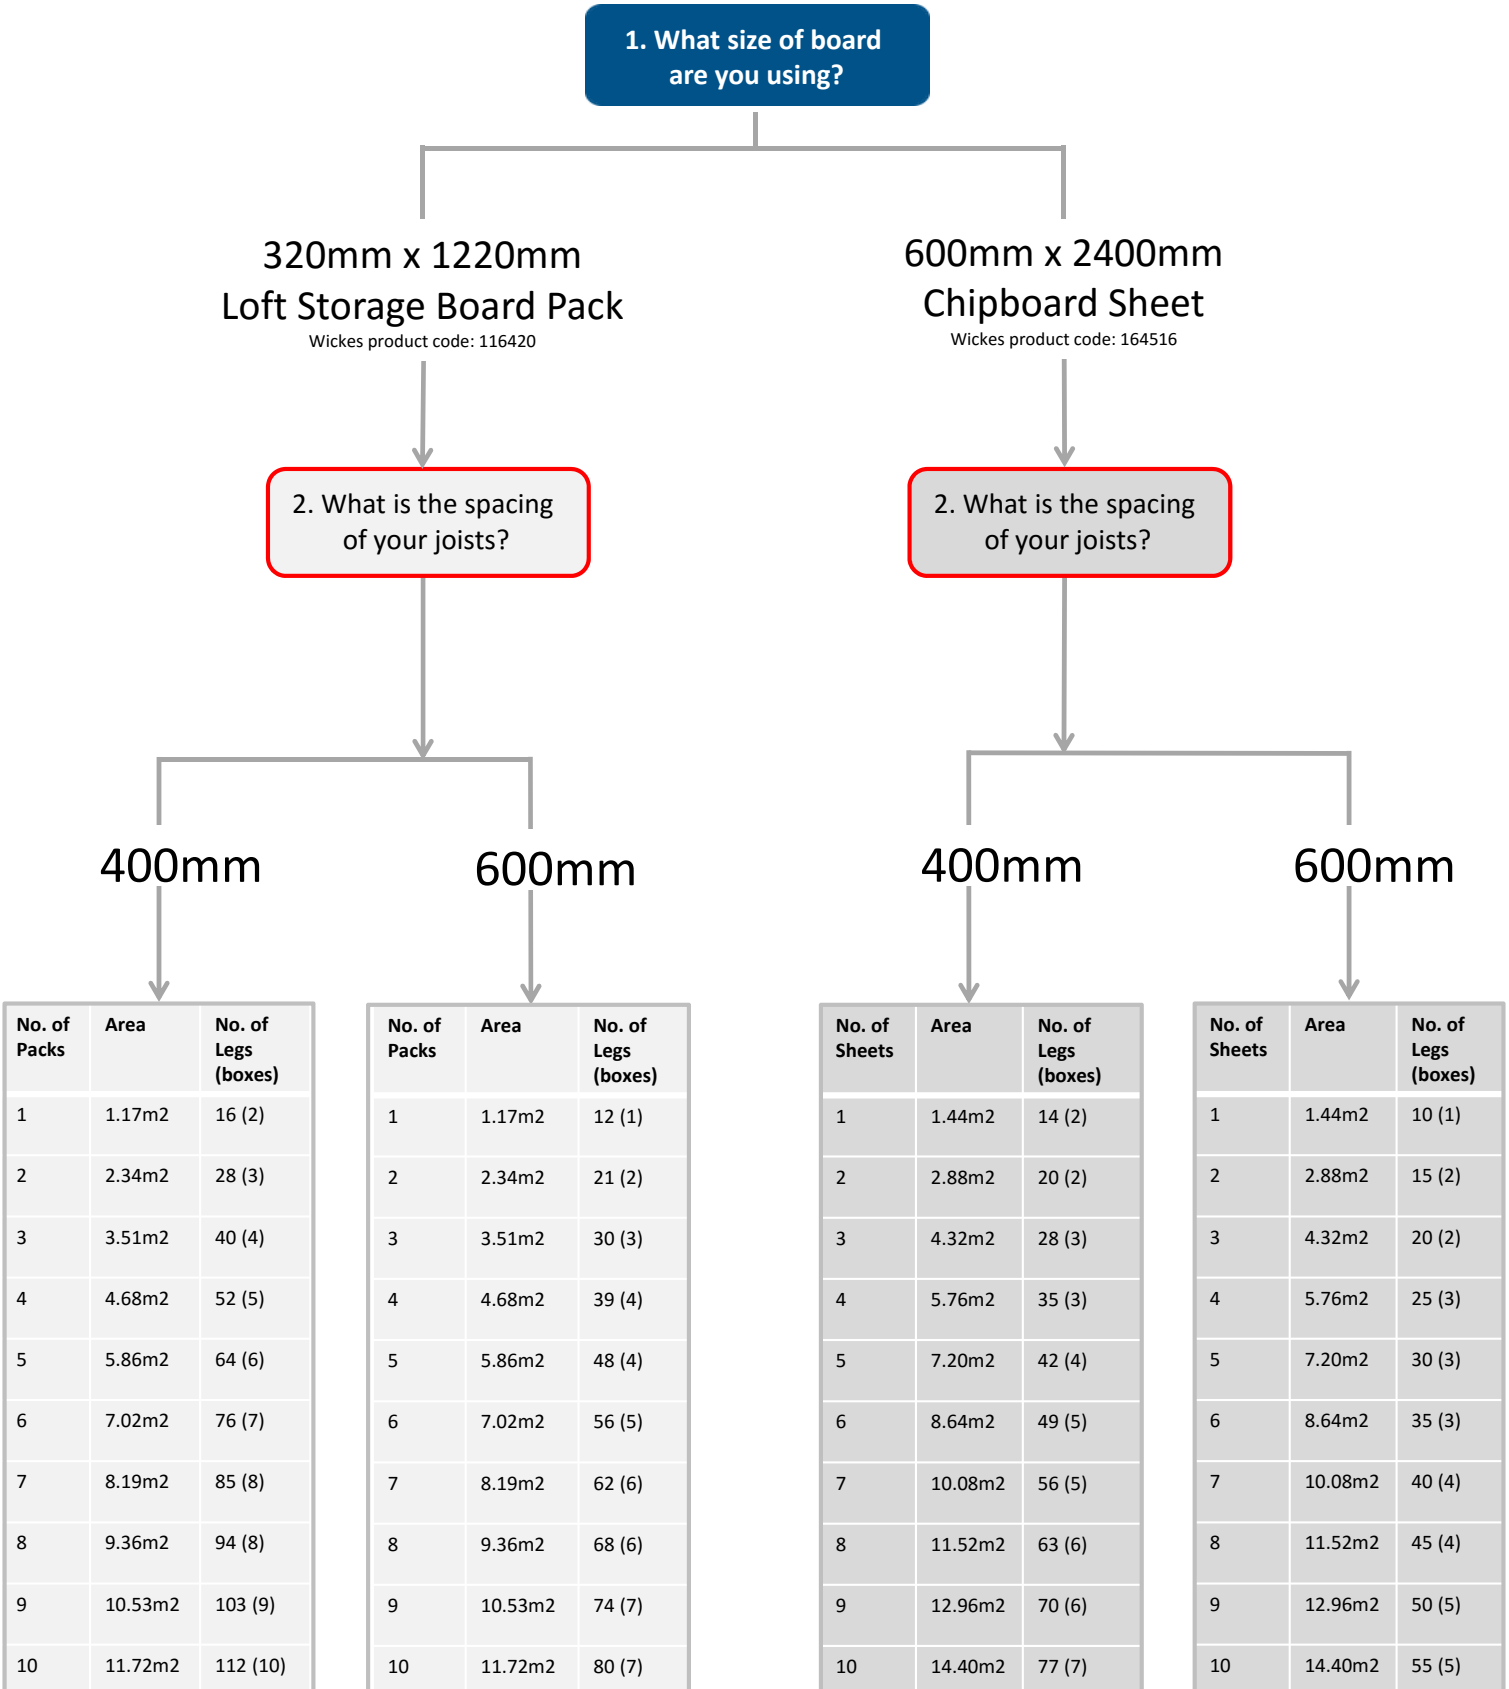 1. What size of board
are you using?
320mm x 1220mm
Loft Storage Board Pack
Wickes product code: 116420
600mm x 2400mm
Chipboard Sheet
Wickes product code: 164516
2. What is the spacing
of your joists?
2. What is the spacing
of your joists?
400mm
600mm
400mm
600mm
No. of Packs Area No. of Legs (boxes)
1 1.17m2 16 (2)
2 2.34m2 28 (3)
3 3.51m2 40 (4)
4 4.68m2 52 (5)
5 5.86m2 64 (6)
6 7.02m2 76 (7)
7 8.19m2 85 (8)
8 9.36m2 94 (8)
9 10.53m2 103 (9)
10 11.72m2 112 (10)
No. of Packs Area No. of Legs (boxes)
1 1.17m2 12 (1)
2 2.34m2 21 (2)
3 3.51m2 30 (3)
4 4.68m2 39 (4)
5 5.86m2 48 (4)
6 7.02m2 56 (5)
7 8.19m2 62 (6)
8 9.36m2 68 (6)
9 10.53m2 74 (7)
10 11.72m2 80 (7)
No. of Sheets Area No. of Legs (boxes)
1 1.44m2 14 (2)
2 2.88m2 20 (2)
3 4.32m2 28 (3)
4 5.76m2 35 (3)
5 7.20m2 42 (4)
6 8.64m2 49 (5)
7 10.08m2 56 (5)
8 11.52m2 63 (6)
9 12.96m2 70 (6)
10 14.40m2 77 (7)
No. of Sheets Area No. of Legs (boxes)
1 1.44m2 10 (1)
2 2.88m2 15 (2)
3 4.32m2 20 (2)
4 5.76m2 25 (3)
5 7.20m2 30 (3)
6 8.64m2 35 (3)
7 10.08m2 40 (4)
8 11.52m2 45 (4)
9 12.96m2 50 (5)
10 14.40m2 55 (5)